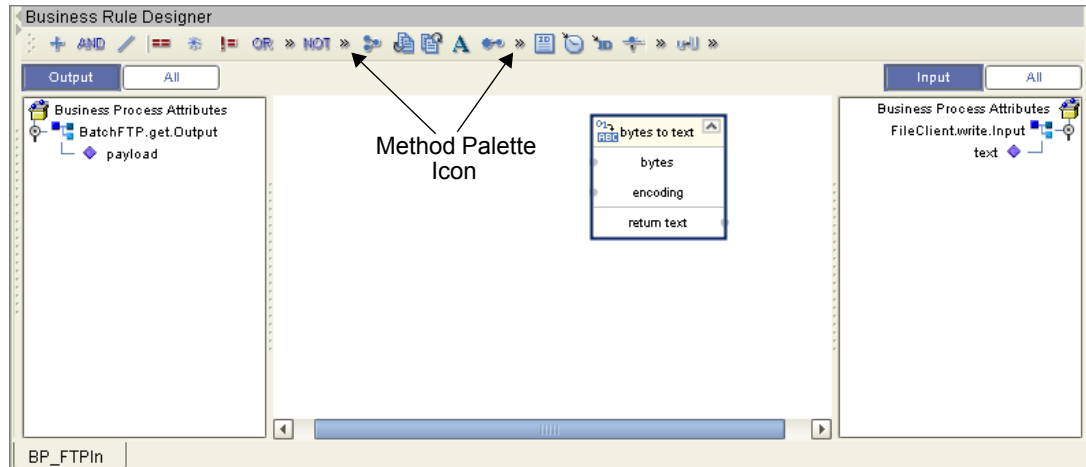 Business Rule Designer
AND == != OR » NOT » A » » »
Output All Input All
Business Process Attributes
BatchFTP.get.Output
payload
Method Palette
Icon
bytes to text
bytes
encoding
return text
Business Process Attributes
FileClient.write.Input
text
BP_FTPIn